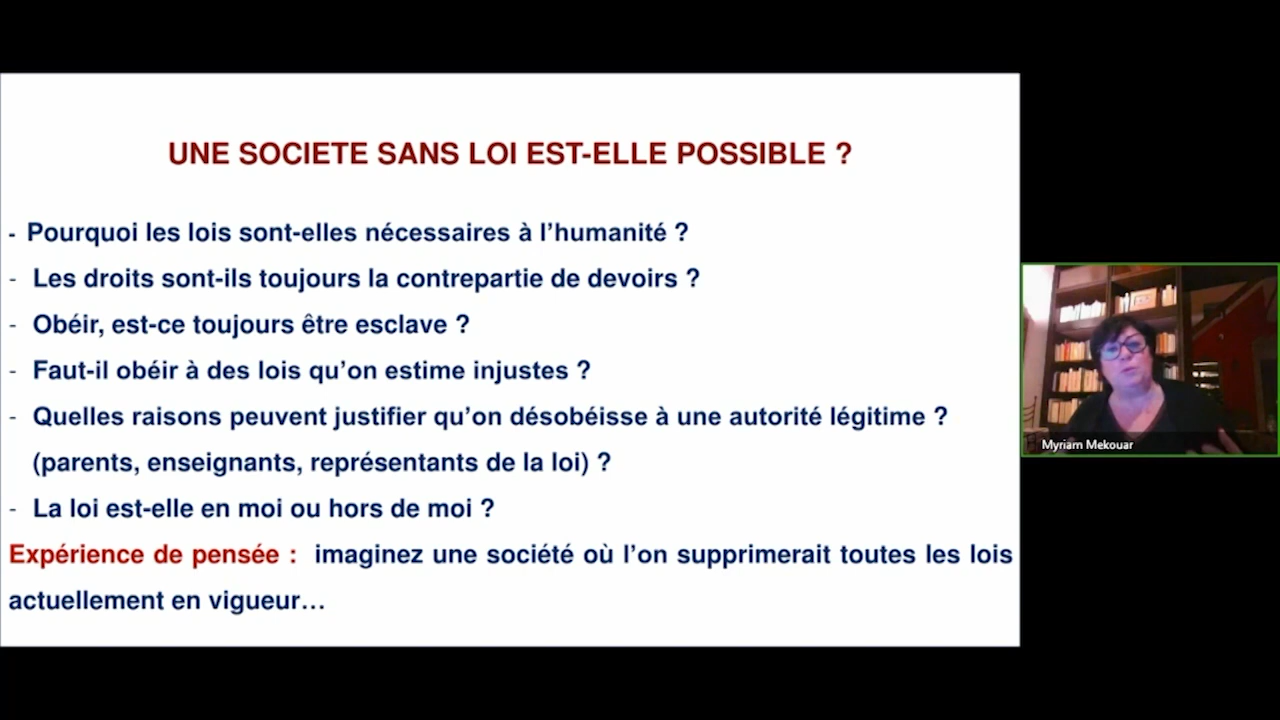 UNE SOCIETE SANS LOI EST-ELLE POSSIBLE ?
- Pourquoi les lois sont-elles nécessaires à l’humanité ?
- Les droits sont-ils toujours la contrepartie de devoirs ?
- Obéir, est-ce toujours être esclave ?
- Faut-il obéir à des lois qu’on estime injustes ?
- Quelles raisons peuvent justifier qu’on désobéisse à une autorité légitime ?
(parents, enseignants, représentants de la loi) ?
- La loi est-elle en moi ou hors de moi ?
Expérience de pensée : imaginez une société où l’on supprimerait toutes les lois
actuellement en vigueur…
Myriam Mekouar